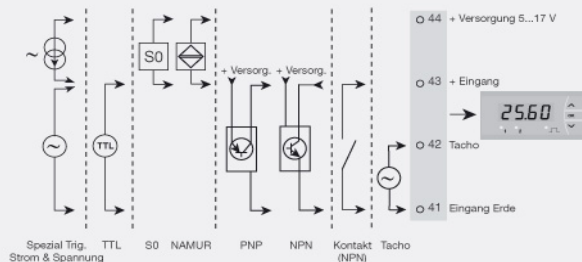 44 + Versorgung 5...17 V
S0
+ Versorg. + Versorg.
43 + Eingang
25.60
TTL
42 Tacho
41 Eingang Erde
Spezial Trig. TTL S0 NAMUR PNP NPN Kontakt Tacho
Strom & Spannung (NPN)